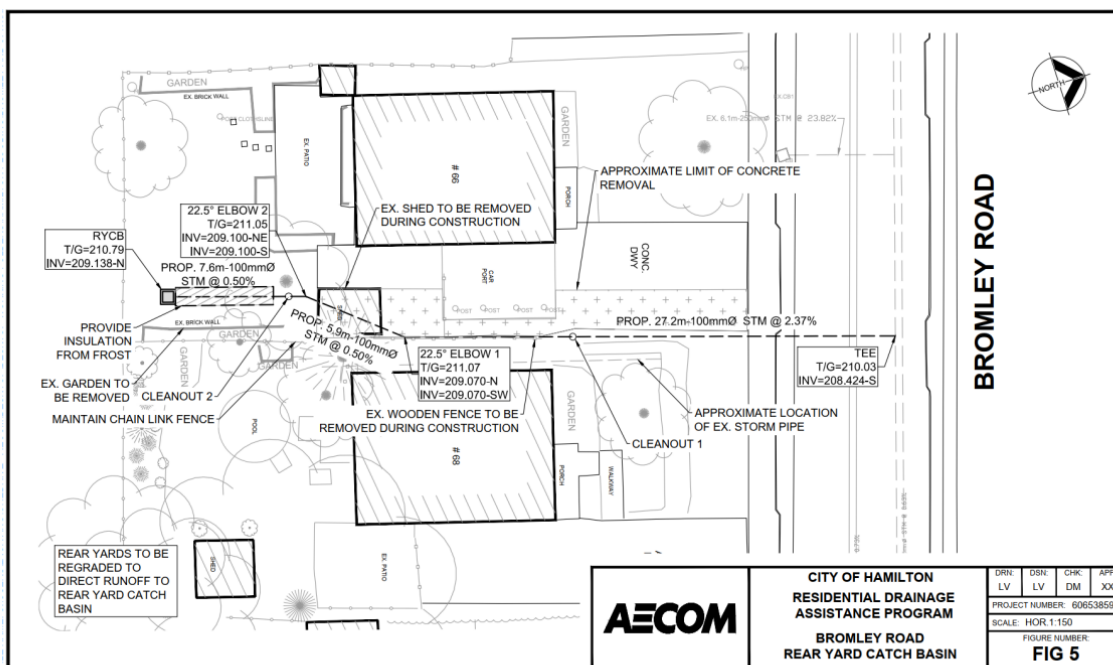 GARDEN
EX. BRICK WALL
POST CLOTHSLINE
EX. PATIO
# 66
GARDEN
PORCH
EX.CB1
EX. 6.1m-250mmØ STM @ 23.82%
NORTH
APPROXIMATE LIMIT OF CONCRETE
REMOVAL
BROMLEY ROAD
22.5° ELBOW 2
T/G=211.05
INV=209.100-NE
INV=209.100-S
EX. SHED TO BE REMOVED
DURING CONSTRUCTION
RYCB
T/G=210.79
INV=209.138-N
PROP. 7.6m-100mmØ
STM @ 0.50%
CONC.
DWY
CAR
PORT
POST
POST
POST
POST
PROP. 27.2m-100mmØ STM @ 2.37%
PROVIDE
INSULATION
FROM FROST
EX. BRICK WALL
GARDEN
PROP. 5.9m-100mmØ
STM @ 0.50%
22.5° ELBOW 1
T/G=211.07
INV=209.070-N
INV=209.070-SW
TEE
T/G=210.03
INV=208.424-S
GARDEN
EX. GARDEN TO
BE REMOVED
CLEANOUT 2
MAINTAIN CHAIN LINK FENCE
EX. WOODEN FENCE TO BE
REMOVED DURING CONSTRUCTION
GARDEN
APPROXIMATE LOCATION
OF EX. STORM PIPE
CLEANOUT 1
POOL
# 68
PORCH
WALKWAY
REAR YARDS TO BE
REGRADED TO
DIRECT RUNOFF TO
REAR YARD CATCH
BASIN
SHED
EX. PATIO
AECOM
CITY OF HAMILTON
RESIDENTIAL DRAINAGE
ASSISTANCE PROGRAM
BROMLEY ROAD
REAR YARD CATCH BASIN
DRN: DSN: CHK: APP
LV LV DM XX
PROJECT NUMBER: 60653859
SCALE: HOR.1:150
FIGURE NUMBER:
FIG 5